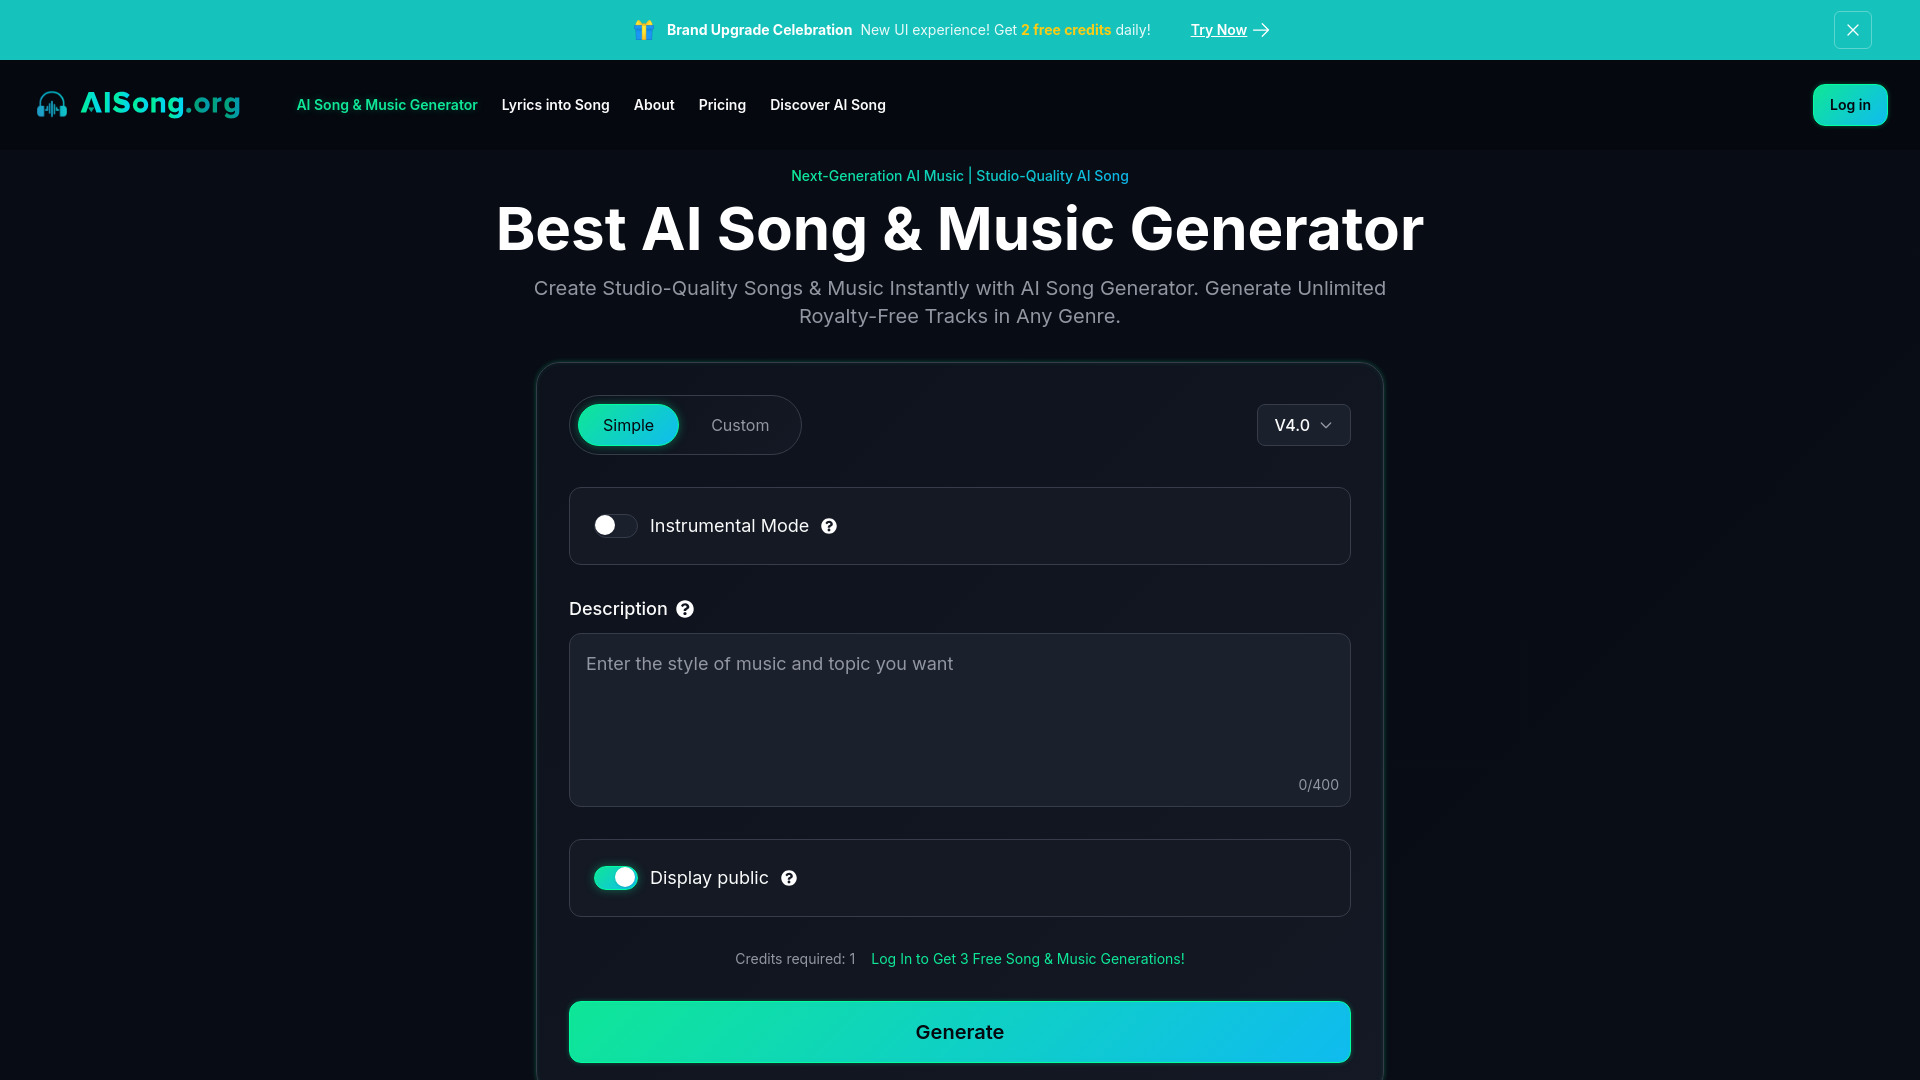 Brand Upgrade Celebration New UI experience! Get 2 free credits daily! Try Now
AISong.org
AI Song & Music Generator Lyrics into Song About Pricing Discover AI Song
Log in
Next-Generation AI Music | Studio-Quality AI Song
Best AI Song & Music Generator
Create Studio-Quality Songs & Music Instantly with AI Song Generator. Generate Unlimited
Royalty-Free Tracks in Any Genre.
Simple Custom
V4.0
Instrumental Mode
Description
Enter the style of music and topic you want
0/400
Display public
Credits required: 1 Log In to Get 3 Free Song & Music Generations!
Generate